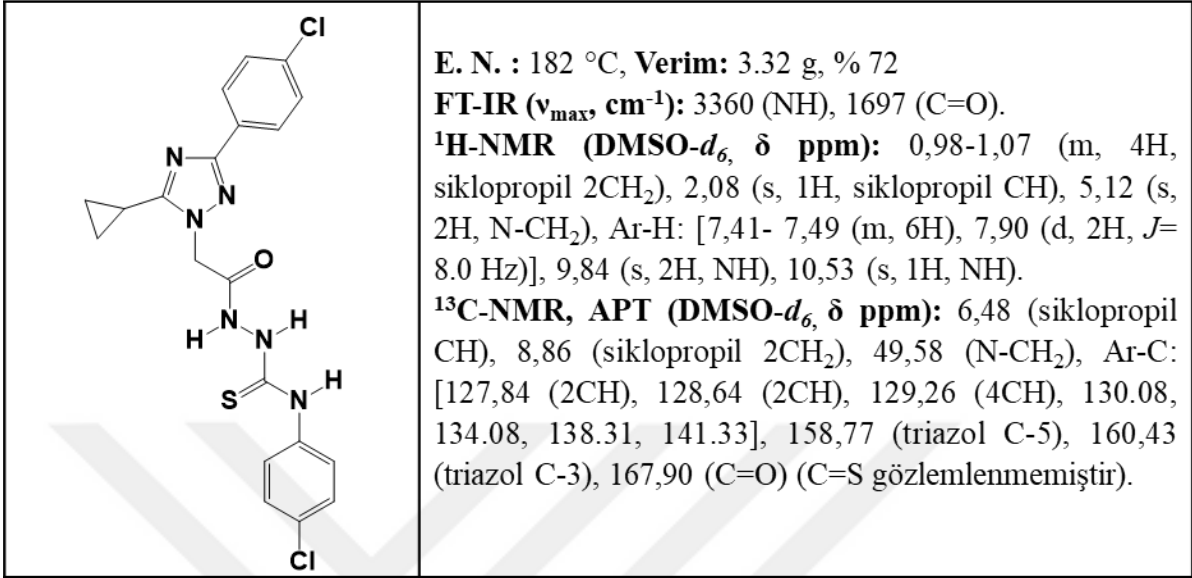 Cl
N
N
N
O
N
H
N
H
S
N
H
Cl
E. N. : 182 °C, Verim: 3.32 g, % 72
FT-IR (νmax, cm-1): 3360 (NH), 1697 (C=O).
1H-NMR (DMSO-d6, δ ppm): 0,98-1,07 (m, 4H,
siklopropil 2CH2), 2,08 (s, 1H, siklopropil CH), 5,12 (s,
2H, N-CH2), Ar-H: [7,41- 7,49 (m, 6H), 7,90 (d, 2H, J=
8.0 Hz)], 9,84 (s, 2H, NH), 10,53 (s, 1H, NH).
13C-NMR, APT (DMSO-d6, δ ppm): 6,48 (siklopropil
CH), 8,86 (siklopropil 2CH2), 49,58 (N-CH2), Ar-C:
[127,84 (2CH), 128,64 (2CH), 129,26 (4CH), 130.08,
134.08, 138.31, 141.33], 158,77 (triazol C-5), 160,43
(triazol C-3), 167,90 (C=O) (C=S gözlemlenmemiştir).